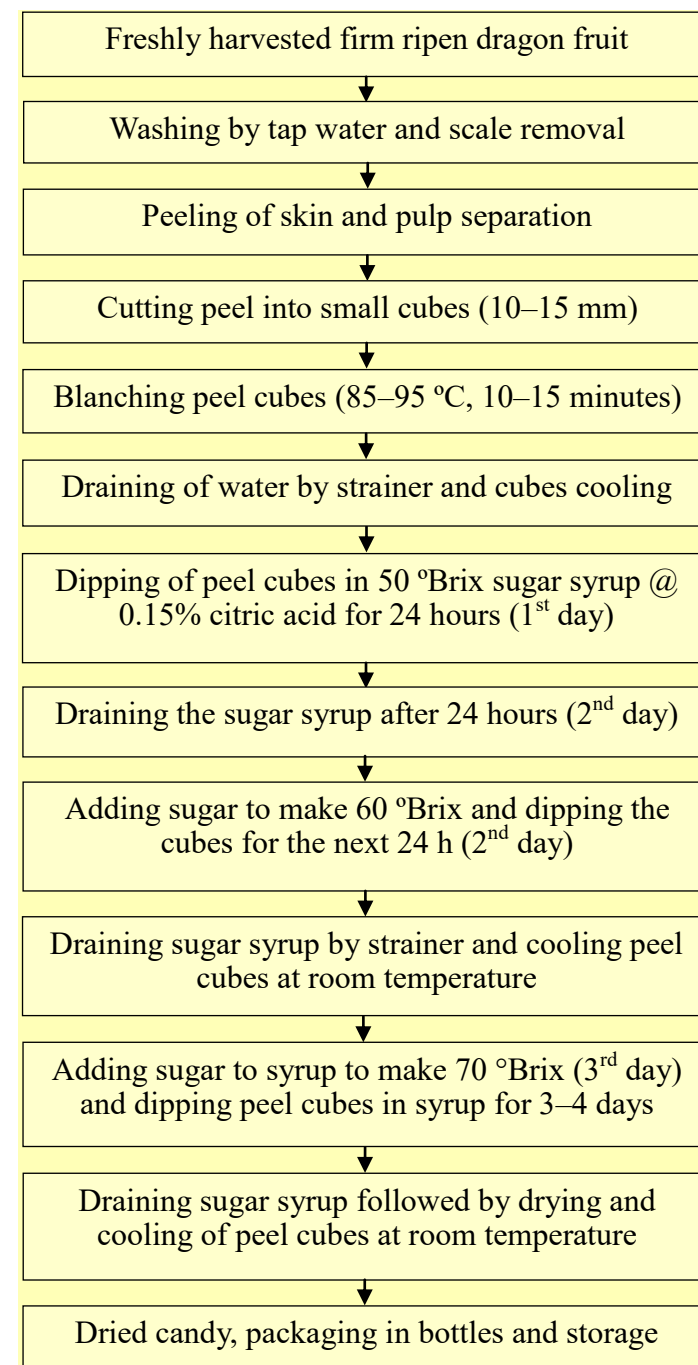 Freshly harvested firm ripen dragon fruit
Washing by tap water and scale removal
Peeling of skin and pulp separation
Cutting peel into small cubes (10–15 mm)
Blanching peel cubes (85–95 ºC, 10–15 minutes)
Draining of water by strainer and cubes cooling
Dipping of peel cubes in 50 ºBrix sugar syrup @
0.15% citric acid for 24 hours (1st day)
Draining the sugar syrup after 24 hours (2nd day)
Adding sugar to make 60 ºBrix and dipping the
cubes for the next 24 h (2nd day)
Draining sugar syrup by strainer and cooling peel
cubes at room temperature
Adding sugar to syrup to make 70 °Brix (3rd day)
and dipping peel cubes in syrup for 3–4 days
Draining sugar syrup followed by drying and
cooling of peel cubes at room temperature
Dried candy, packaging in bottles and storage